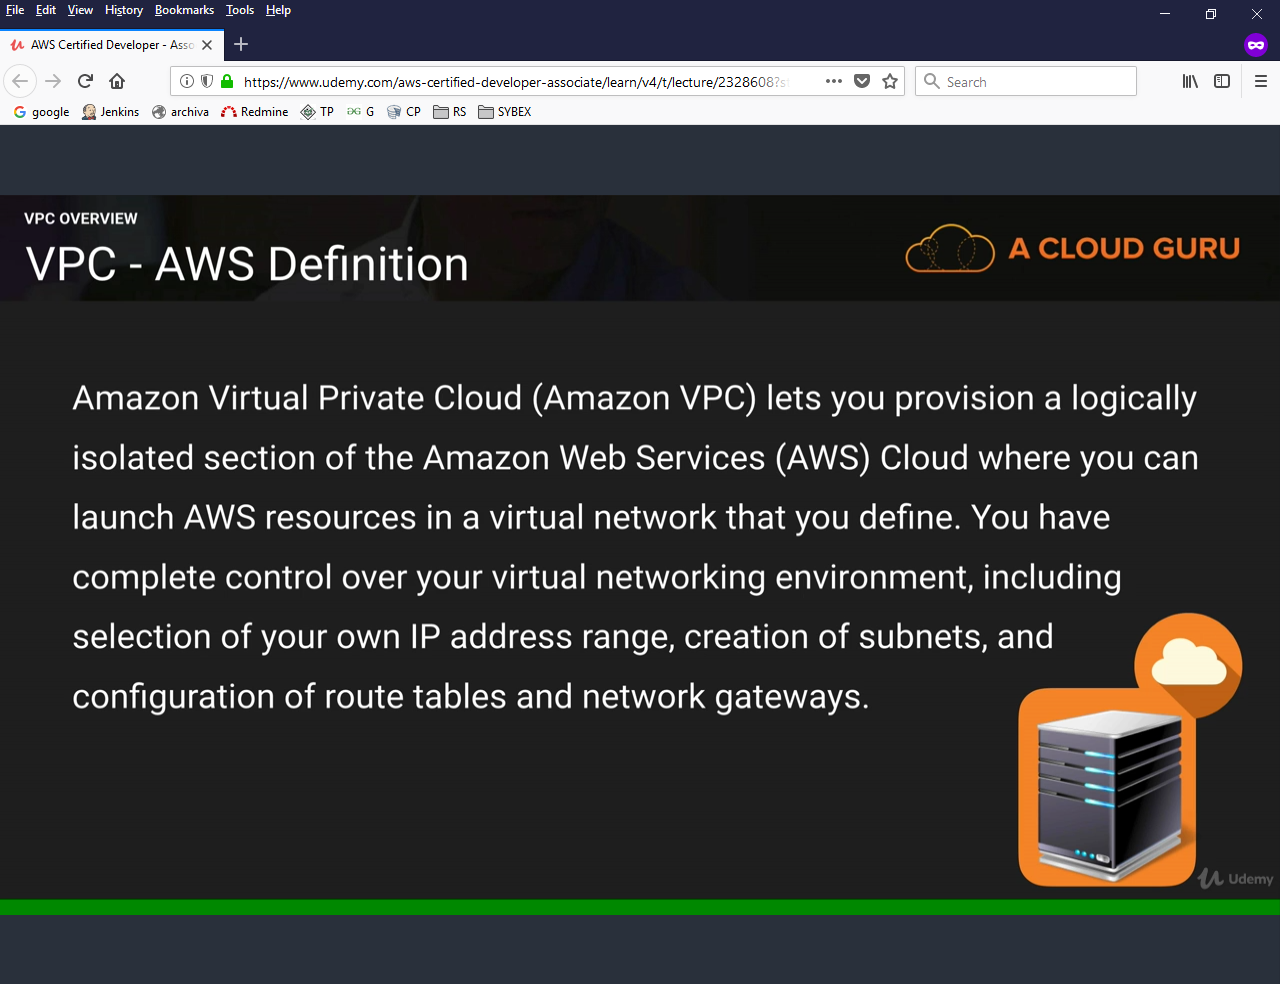 File Edit View History Bookmarks Tools Help
AWS Certified Developer - Asso
https://www.udemy.com/aws-certified-developer-associate/learn/v4/t/lecture/2328608?s
Search
google Jenkins archiva Redmine TP G CP RS SYBEX
VPC OVERVIEW
VPC - AWS Definition
A CLOUD GURU
Amazon Virtual Private Cloud (Amazon VPC) lets you provision a logically
isolated section of the Amazon Web Services (AWS) Cloud where you can
launch AWS resources in a virtual network that you define. You have
complete control over your virtual networking environment, including
selection of your own IP address range, creation of subnets, and
configuration of route tables and network gateways.
Udemy